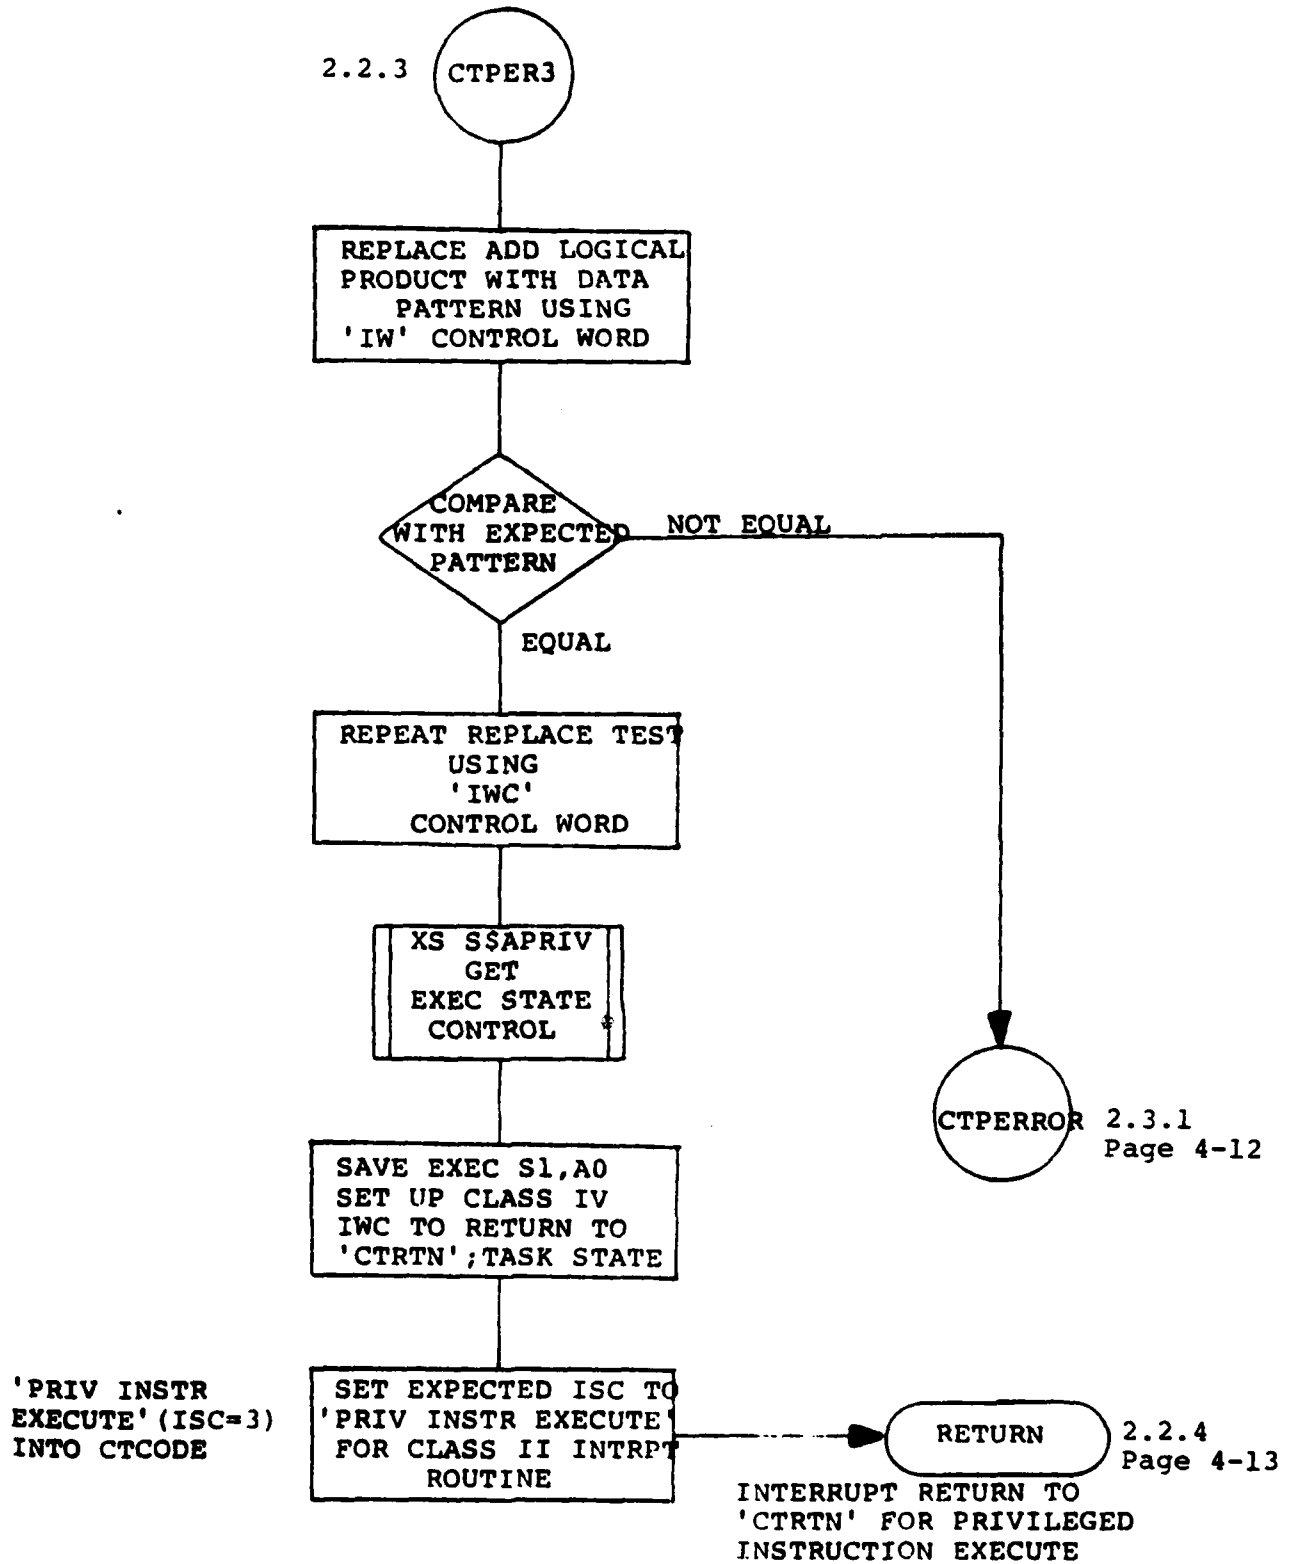 2.2.3
CTPER3
REPLACE ADD LOGICAL
PRODUCT WITH DATA
PATTERN USING
'IW' CONTROL WORD
COMPARE
WITH EXPECTED
PATTERN
NOT EQUAL
EQUAL
REPEAT REPLACE TEST
USING
'IWC'
CONTROL WORD
XS S$APRIV
GET
EXEC STATE
CONTROL
CTPERROR
2.3.1
Page 4-12
SAVE EXEC S1,A0
SET UP CLASS IV
IWC TO RETURN TO
'CTRTN';TASK STATE
'PRIV INSTR
EXECUTE'(ISC=3)
INTO CTCODE
SET EXPECTED ISC TO
'PRIV INSTR EXECUTE'
FOR CLASS II INTRPT
ROUTINE
RETURN
2.2.4
Page 4-13
INTERRUPT RETURN TO
'CTRTN' FOR PRIVILEGED
INSTRUCTION EXECUTE